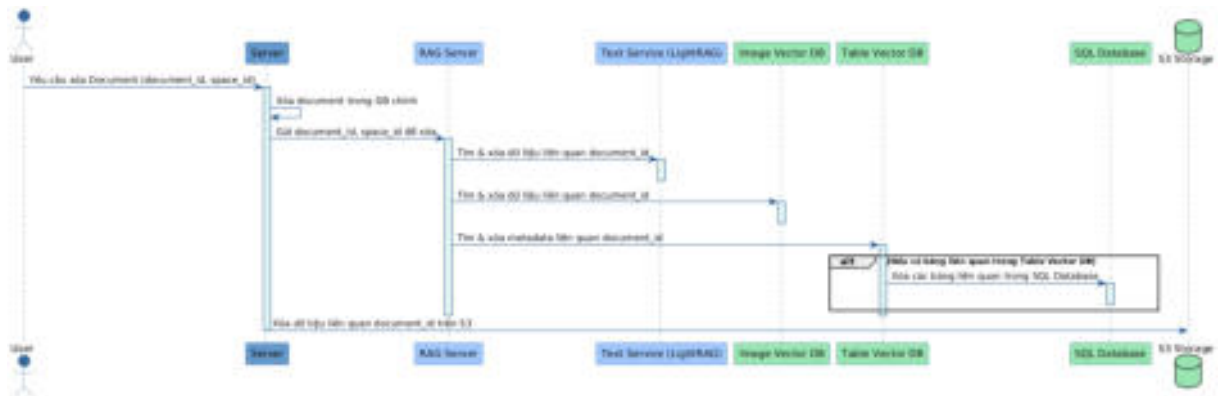 User
Server
RAG Server
Text Service (LightRAG)
Image Vector DB
Table Vector DB
SQL Database
S3 Storage
Yêu cầu xóa Document (document_id, space_id)
Xóa document trong DB chính
Gửi document_id, space_id để xóa
Tìm & xóa dữ liệu liên quan document_id
Tìm & xóa dữ liệu liên quan document_id
Tìm & xóa metadata liên quan document_id
alt
[Nếu có bảng liên quan trong Table Vector DB]
Xóa các bảng liên quan trong SQL Database
Xóa dữ liệu liên quan document_id trên S3
User
Server
RAG Server
Text Service (LightRAG)
Image Vector DB
Table Vector DB
SQL Database
S3 Storage